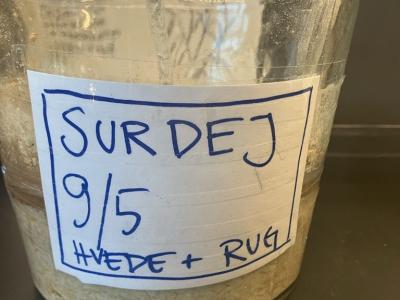 SURDEJ
9/5
HVEDE + RUG